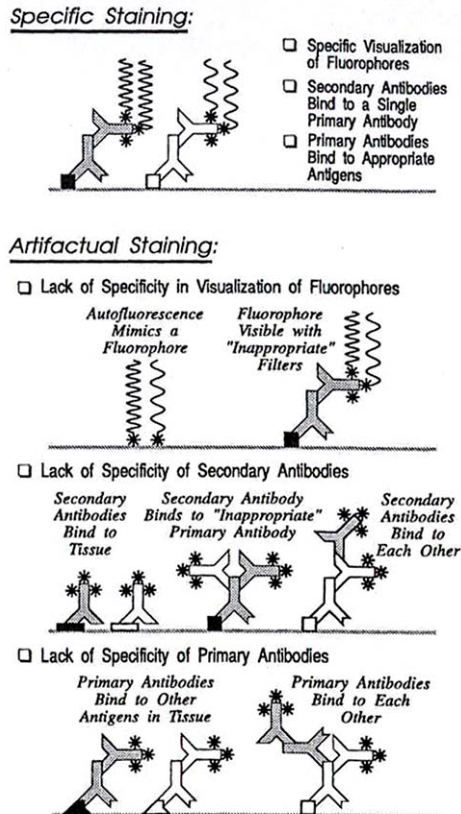 Specific Staining:
❑ Specific Visualization
of Fluorophores
❑ Secondary Antibodies
Bind to a Single
Primary Antibody
❑ Primary Antibodies
Bind to Appropriate
Antigens
Artifactual Staining:
❑ Lack of Specificity in Visualization of Fluorophores
Autofluorescence
Mimics a
Fluorophore
Fluorophore
Visible with
"Inappropriate"
Filters
❑ Lack of Specificity of Secondary Antibodies
Secondary
Antibodies
Bind to
Tissue
Secondary Antibody
Binds to "Inappropriate"
Primary Antibody
Secondary
Antibodies
Bind to
Each Other
❑ Lack of Specificity of Primary Antibodies
Primary Antibodies
Bind to Other
Antigens in Tissue
Primary Antibodies
Bind to Each
Other